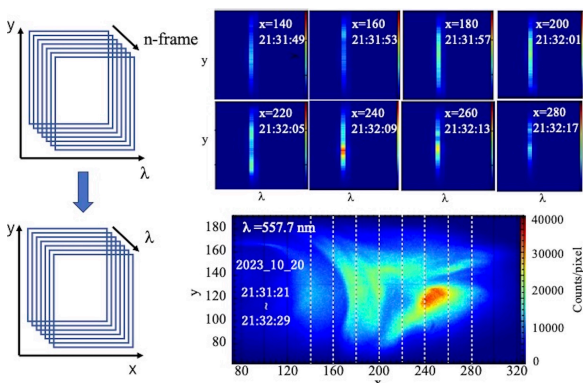 y
n-frame
λ
y
λ
x
x=140
21:31:49
x=160
21:31:53
x=180
21:31:57
x=200
21:32:01
y
x=220
21:32:05
x=240
21:32:09
x=260
21:32:13
x=280
21:32:17
y
λ
λ
λ
λ
λ =557.7 nm
2023_10_20
21:31:21
~
21:32:29
180
160
140
120
100
80
y
80
120
160
200
240
280
320
x
40000
30000
20000
10000
0
Counts/pixel